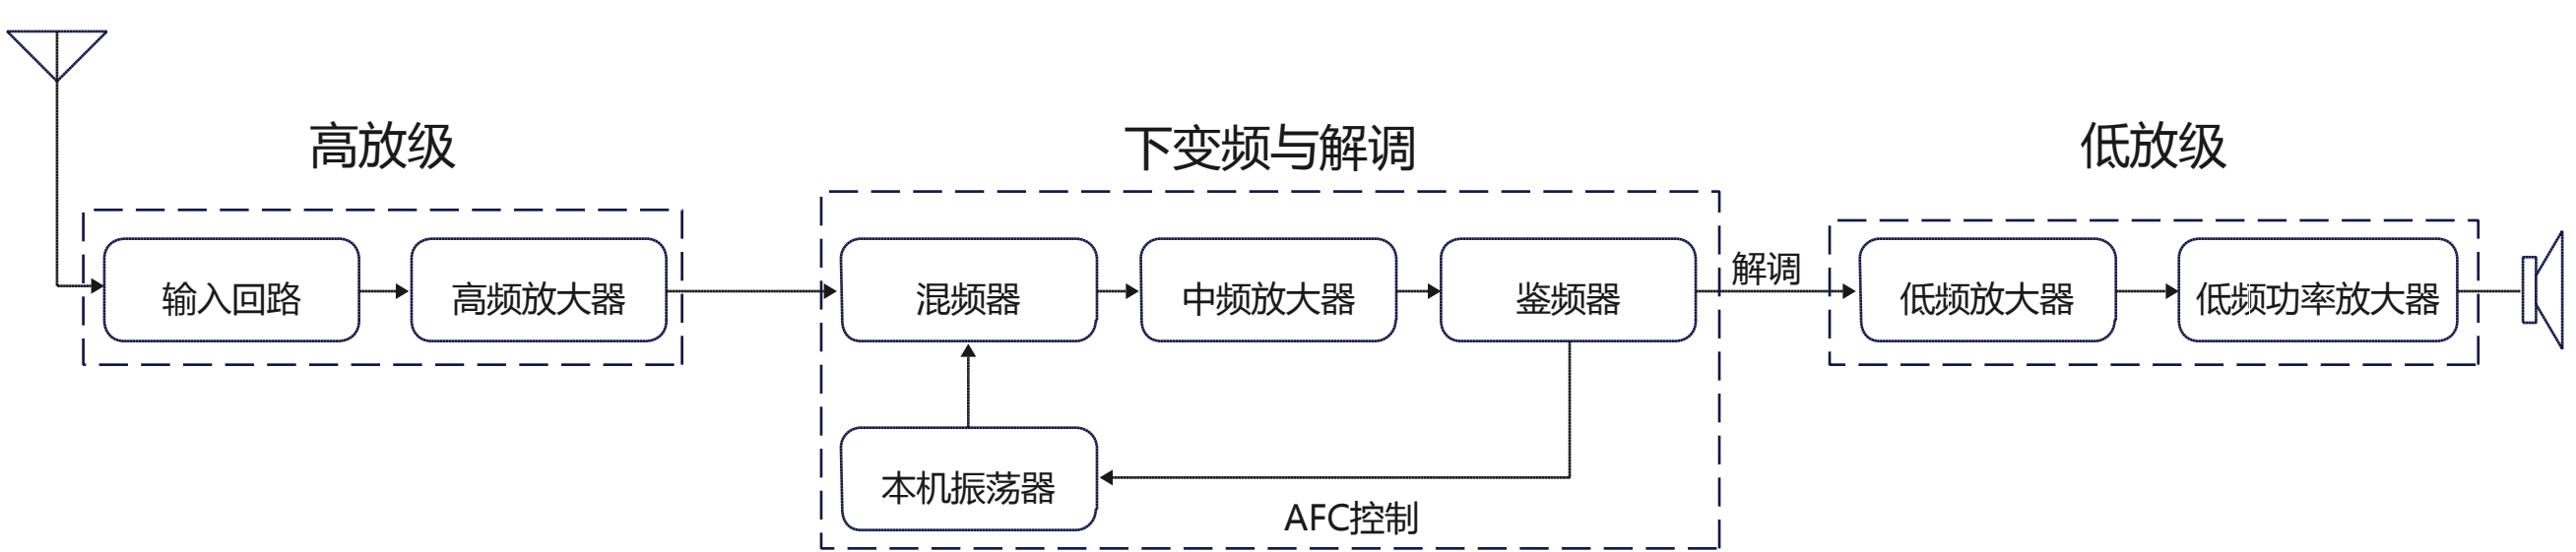 高放级
下变频与解调
低放级
输入回路
高频放大器
混频器
中频放大器
鉴频器
解调
低频放大器
低频功率放大器
本机振荡器
AFC控制